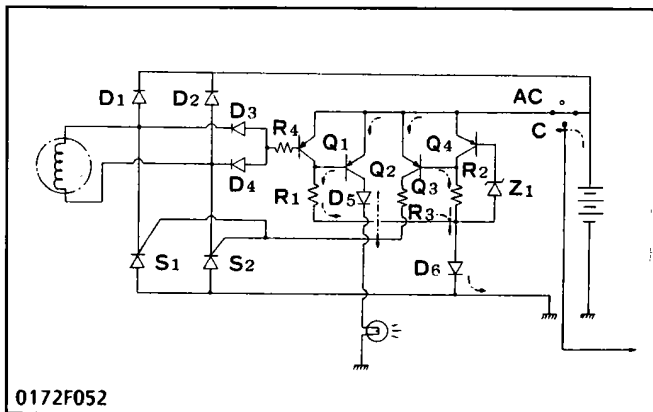 AC
D1 D2 D3
R4 Q1 Q4 C
D4 Q2 R2
R1 D5 Q3 Z1
R3
S1 S2 D6
0172F052